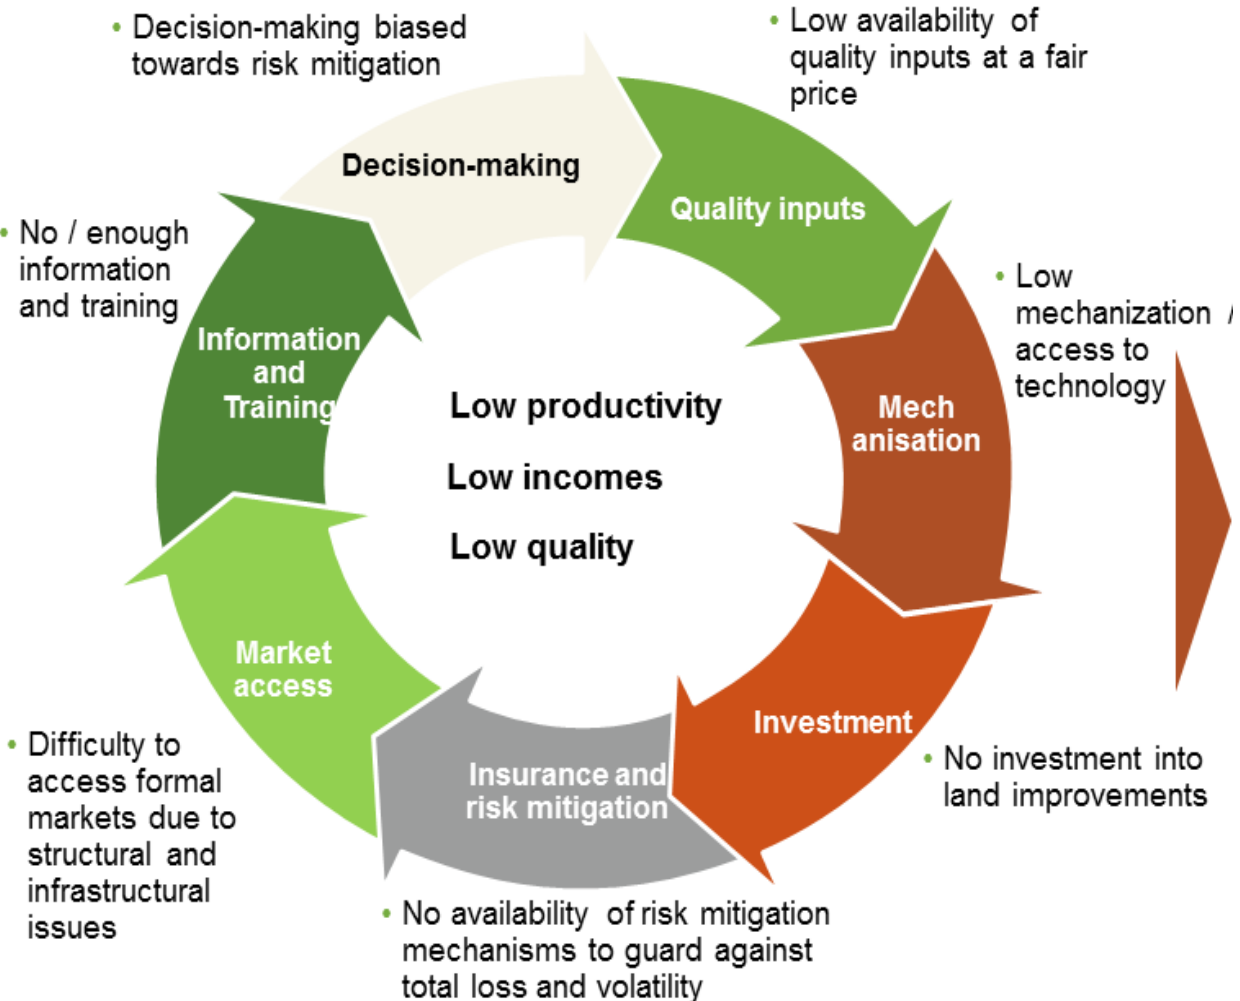 • Decision-making biased
towards risk mitigation
• Low availability of
quality inputs at a fair
price
Decision-making
Quality inputs
• No / enough
information
and training
• Low
mechanization /
access to
technology
Information
and
Training
Mech
anisation
Low productivity
Low incomes
Low quality
Market
access
Investment
Insurance and
risk mitigation
• Difficulty to
access formal
markets due to
structural and
infrastructural
issues
• No investment into
land improvements
• No availability of risk mitigation
mechanisms to guard against
total loss and volatility